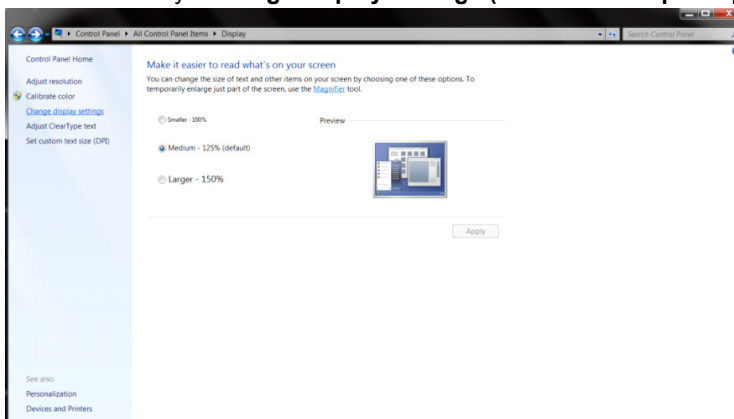 Control Panel ▸ All Control Panel Items ▸ Display
Search Control Panel
Control Panel Home
Adjust resolution
Calibrate color
Change display settings
Adjust ClearType text
Set custom text size (DPI)
Make it easier to read what's on your screen
You can change the size of text and other items on your screen by choosing one of these options. To
temporarily enlarge just part of the screen, use the Magnifier tool.
Smaller - 100%
Preview
Medium - 125% (default)
Larger - 150%
Apply
See also
Personalization
Devices and Printers